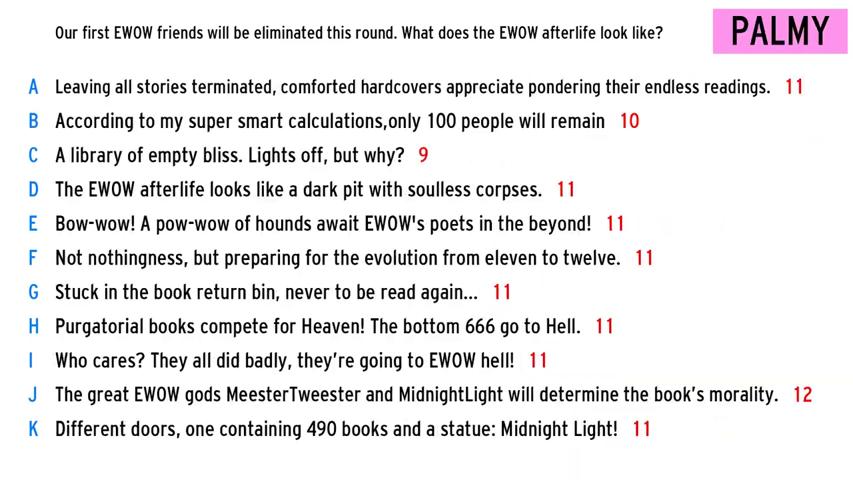 Our first EWOW friends will be eliminated this round. What does the EWOW afterlife look like?
PALMY
A Leaving all stories terminated, comforted hardcovers appreciate pondering their endless readings. 11
B According to my super smart calculations,only 100 people will remain 10
C A library of empty bliss. Lights off, but why? 9
D The EWOW afterlife looks like a dark pit with soulless corpses. 11
E Bow-wow! A pow-wow of hounds await EWOW's poets in the beyond! 11
F Not nothingness, but preparing for the evolution from eleven to twelve. 11
G Stuck in the book return bin, never to be read again... 11
H Purgatorial books compete for Heaven! The bottom 666 go to Hell. 11
I Who cares? They all did badly, they’re going to EWOW hell! 11
J The great EWOW gods MeesterTweester and MidnightLight will determine the book’s morality. 12
K Different doors, one containing 490 books and a statue: Midnight Light! 11